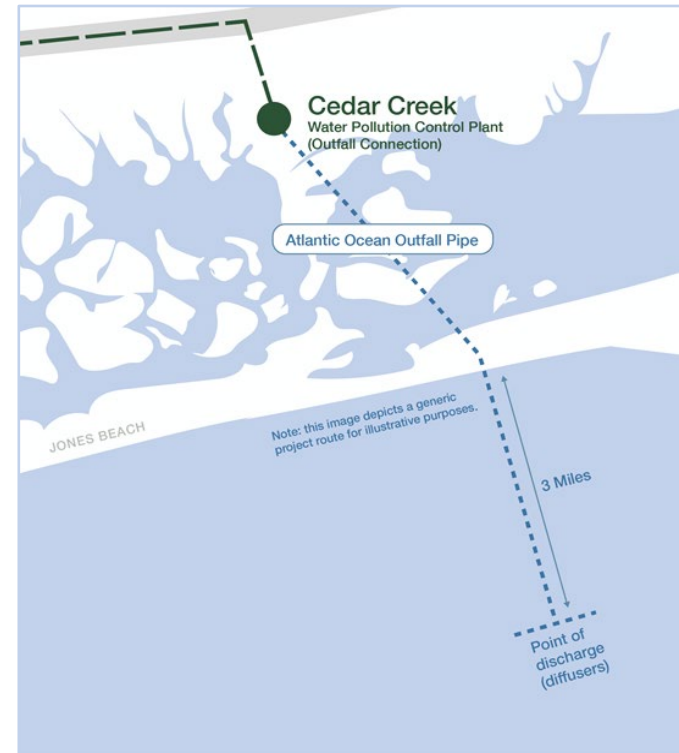 Cedar Creek
Water Pollution Control Plant
(Outfall Connection)
Atlantic Ocean Outfall Pipe
Note: this image depicts a generic
project route for illustrative purposes.
JONES BEACH
3 Miles
Point of
discharge
(diffusers)